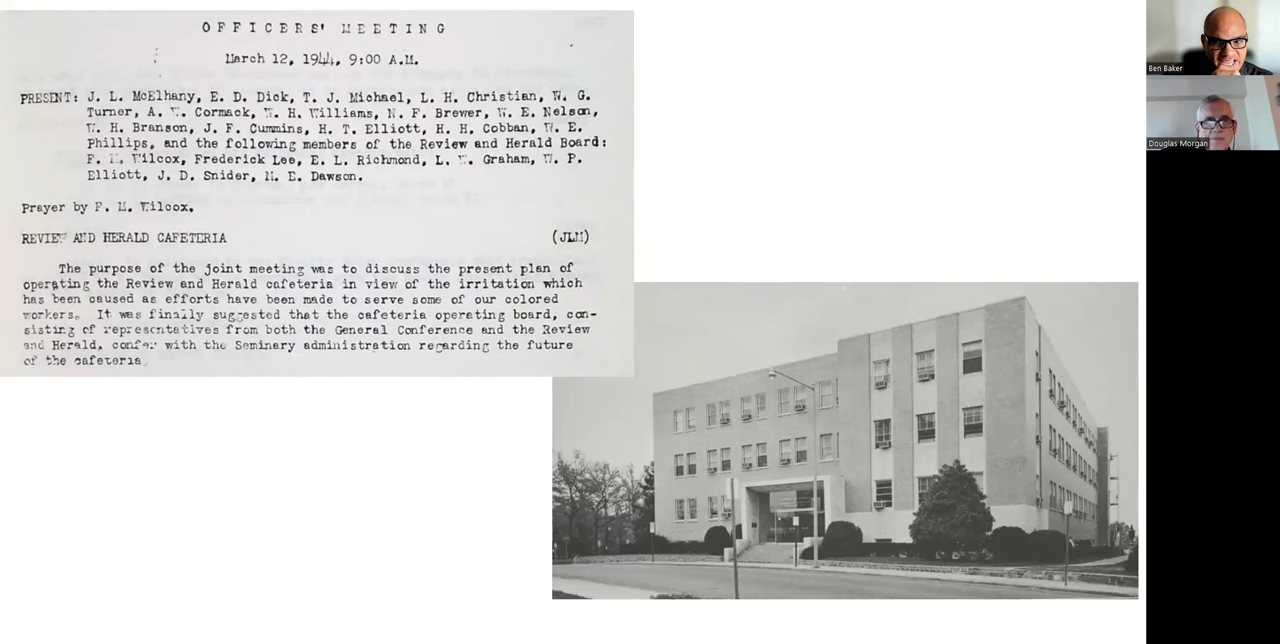 OFFICERS' MEETING
March 12, 1944, 9:00 A.M.
PRESENT: J. L. McElhany, E. D. Dick, T. J. Michael, L. H. Christian, W. G.
Turner, A. W. Cormack, W. H. Williams, N. F. Brewer, W. E. Nelson,
W. H. Branson, J. F. Cummins, H. T. Elliott, H. H. Cobban, W. E.
Phillips, and the following members of the Review and Herald Board:
F. M. Wilcox, Frederick Lee, E. L. Richmond, L. W. Graham, W. P.
Elliott, J. D. Snider, M. E. Dawson.
Prayer by F. M. Wilcox.
REVIEW AND HERALD CAFETERIA (JLM)
The purpose of the joint meeting was to discuss the present plan of
operating the Review and Herald cafeteria in view of the irritation which
has been caused as efforts have been made to serve some of our colored
workers. It was finally suggested that the cafeteria operating board, con-
sisting of representatives from both the General Conference and the Review
and Herald, confer with the Seminary administration regarding the future
of the cafeteria.
Ben Baker
Douglas Morgan